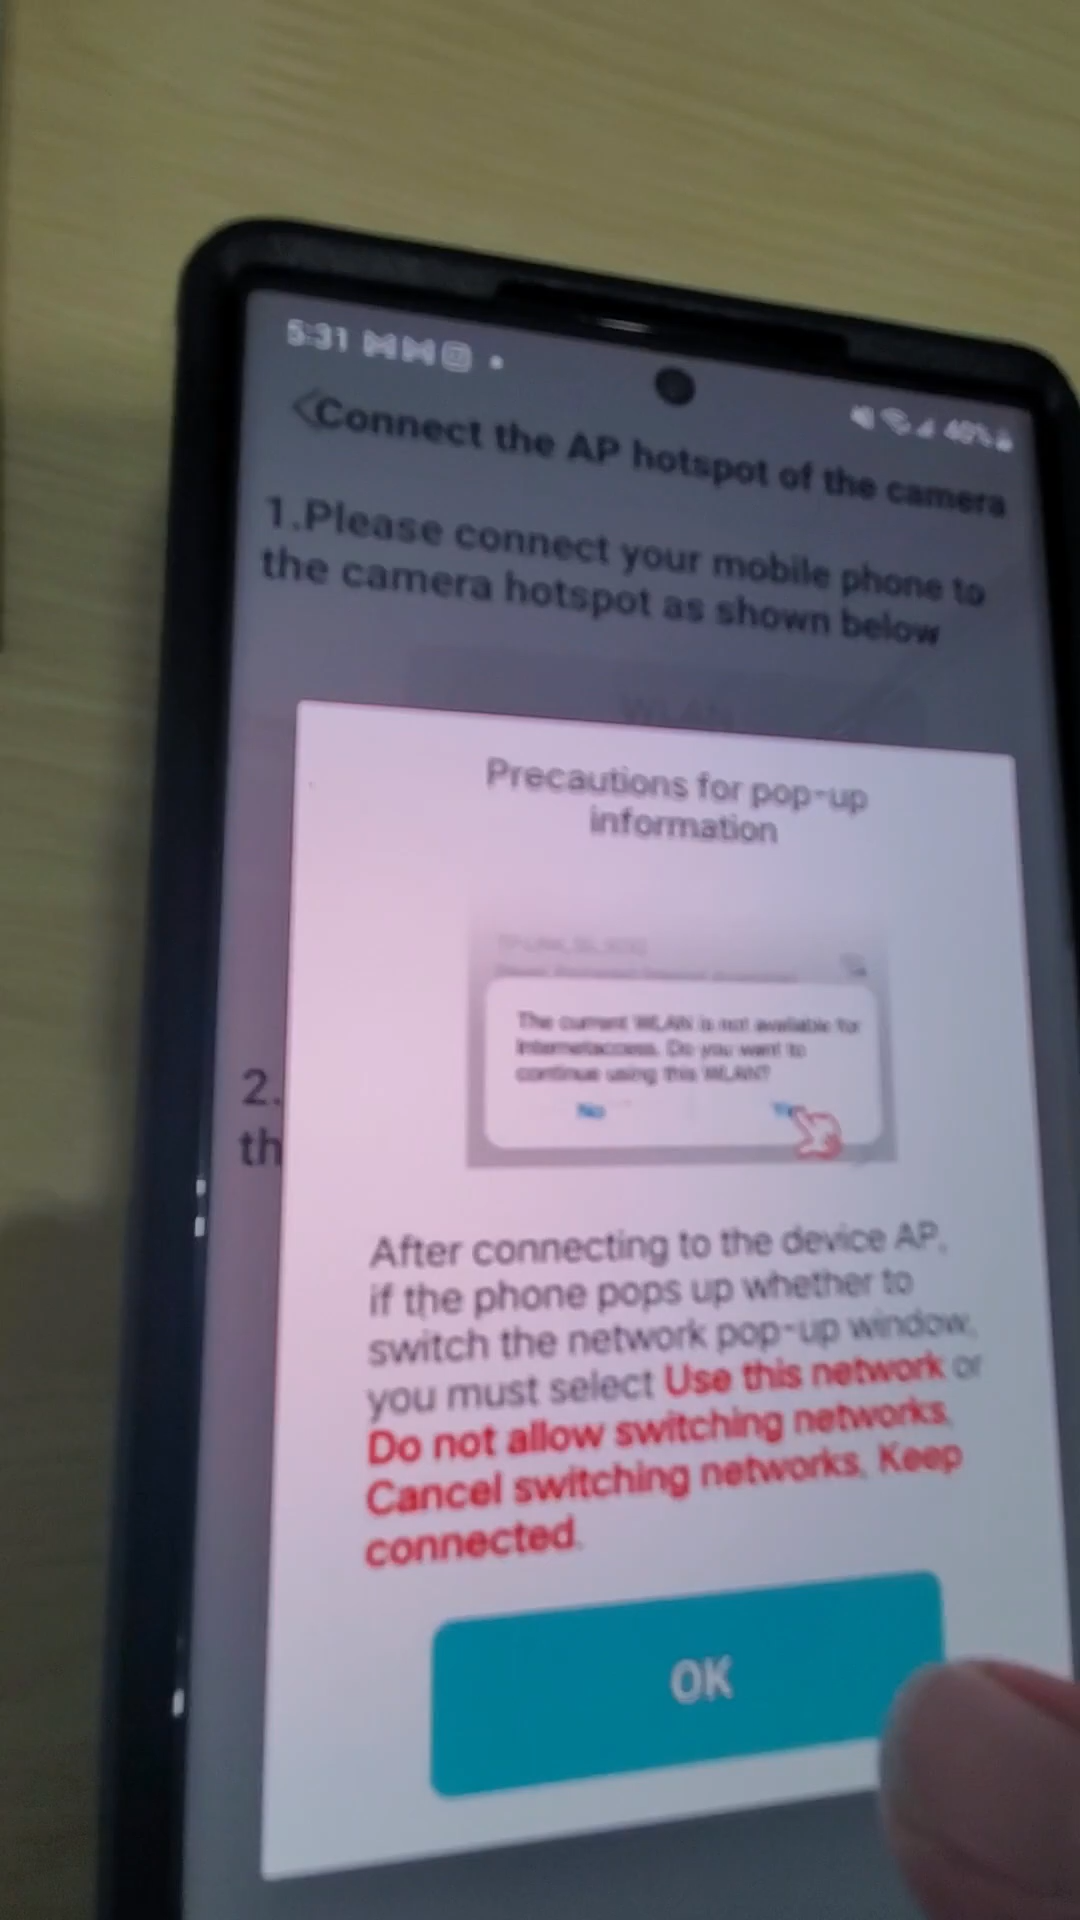 5:31
40%
Connect the AP hotspot of the camera
1.Please connect your mobile phone to
the camera hotspot as shown below
WLAN
Precautions for pop-up
information
The current WLAN is not available for
Internetaccess. Do you want to
continue using this WLAN?
No
2.
th
After connecting to the device AP,
if the phone pops up whether to
switch the network pop-up window,
you must select Use this network or
Do not allow switching networks,
Cancel switching networks, Keep
connected.
OK